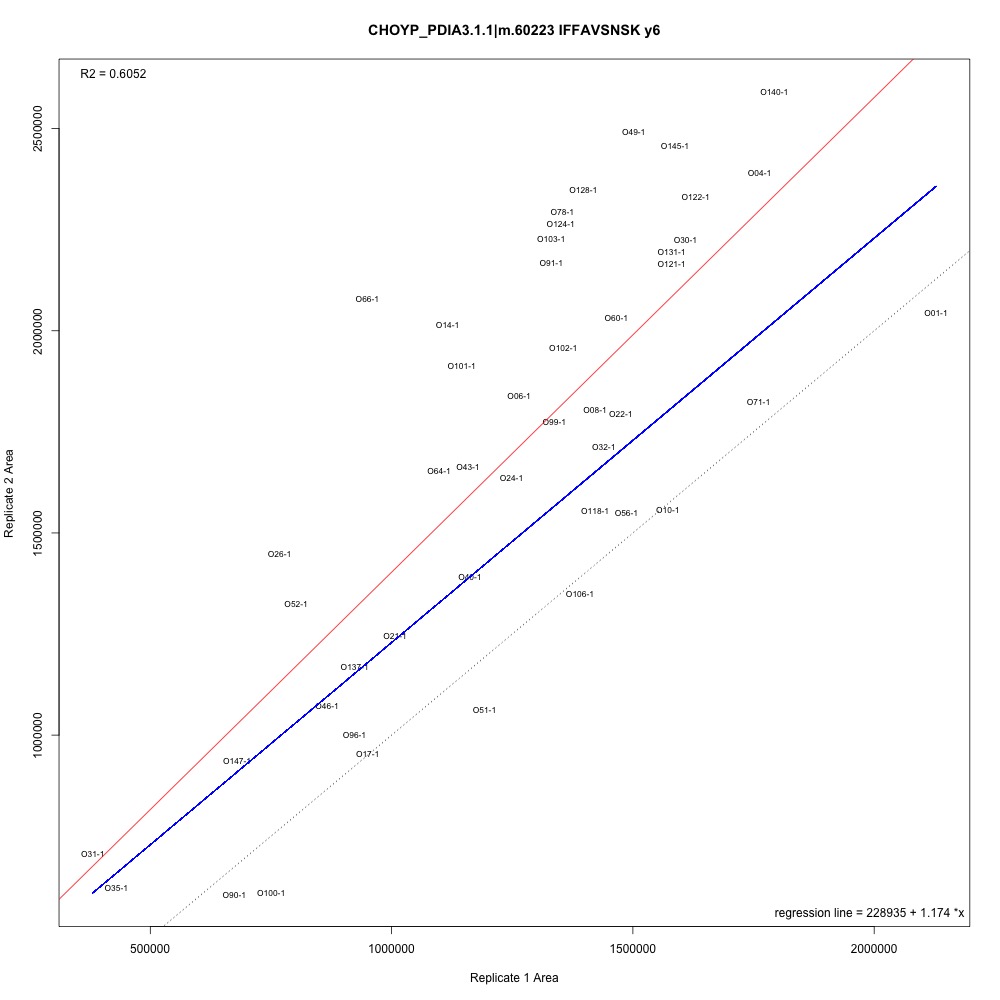 CHOYP_PDIA3.1.1|m.60223 IFFAVSNSK y6
R2 = 0.6052
O140-1
O49-1
O145-1
O04-1
O128-1
O122-1
O78-1
O124-1
O103-1
O30-1
O131-1
O91-1
O121-1
O66-1
O01-1
O60-1
O14-1
O102-1
O101-1
O06-1
O71-1
O08-1
O22-1
O99-1
O32-1
O43-1
O64-1
O24-1
O118-1
O56-1
O10-1
O26-1
O40-1
O106-1
O52-1
O21-1
O137-1
O46-1
O51-1
O96-1
O17-1
O147-1
O31-1
O35-1
O90-1
O100-1
regression line = 228935 + 1.174 *x
2500000
2000000
1500000
1000000
Replicate 2 Area
500000 1000000 1500000 2000000
Replicate 1 Area